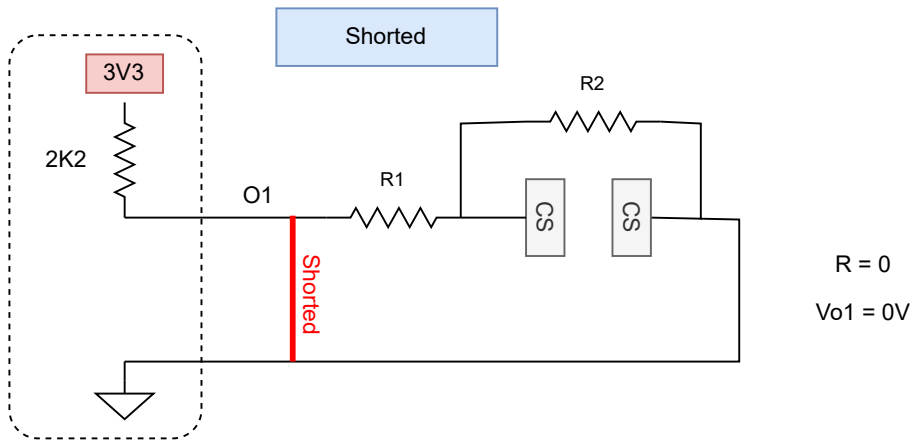 Shorted
3V3
2K2
O1
R1
R2
CS
CS
Shorted
R = 0
Vo1 = 0V